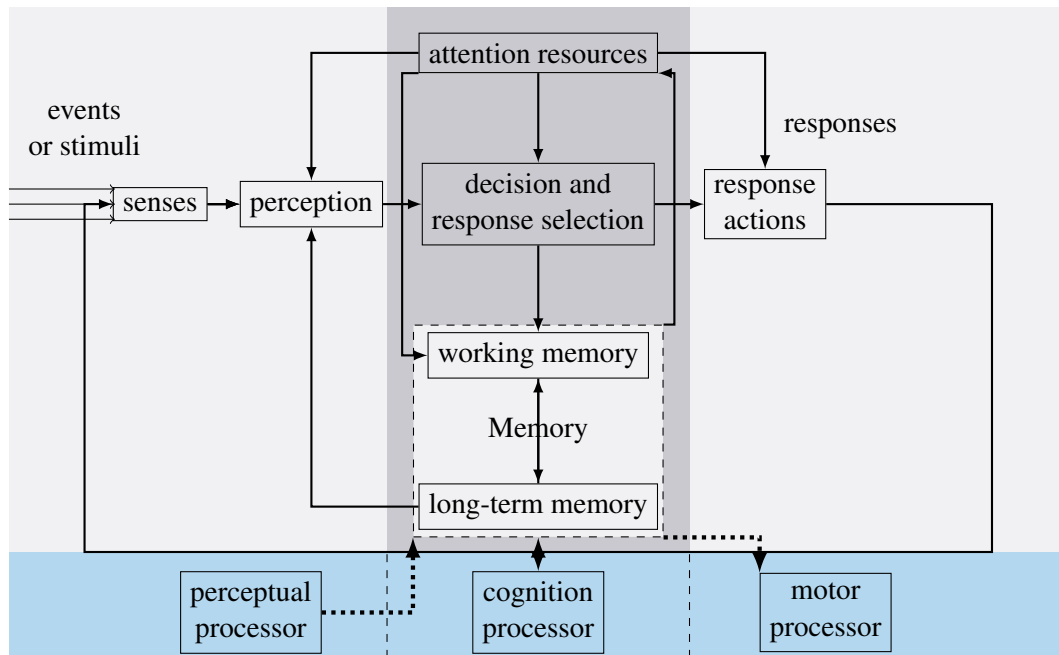 attention resources
events
or stimuli
responses
senses
perception
decision and
response selection
response
actions
working memory
Memory
long-term memory
perceptual
processor
cognition
processor
motor
processor